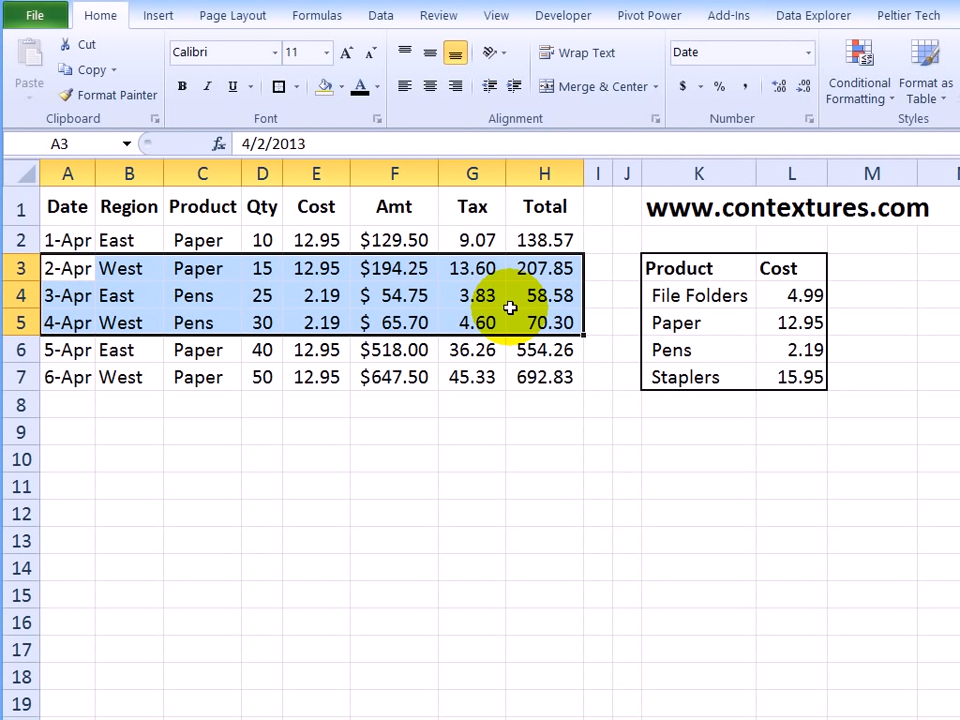 File Home Insert Page Layout Formulas Data Review View Developer Pivot Power Add-Ins Data Explorer Peltier Tech
Paste Cut Copy Format Painter Clipboard
Calibri 11 B I U A A A Font
Wrap Text Merge & Center Alignment
Date $ % , .00 Number
Conditional Formatting Format as Table Styles
A3 fx 4/2/2013
A B C D E F G H I J K L M
1 Date Region Product Qty Cost Amt Tax Total www.contextures.com
2 1-Apr East Paper 10 12.95 $129.50 9.07 138.57
3 2-Apr West Paper 15 12.95 $194.25 13.60 207.85 Product Cost
4 3-Apr East Pens 25 2.19 $ 54.75 3.83 58.58 File Folders 4.99
5 4-Apr West Pens 30 2.19 $ 65.70 4.60 70.30 Paper 12.95
6 5-Apr East Paper 40 12.95 $518.00 36.26 554.26 Pens 2.19
7 6-Apr West Paper 50 12.95 $647.50 45.33 692.83 Staplers 15.95
8
9
10
11
12
13
14
15
16
17
18
19